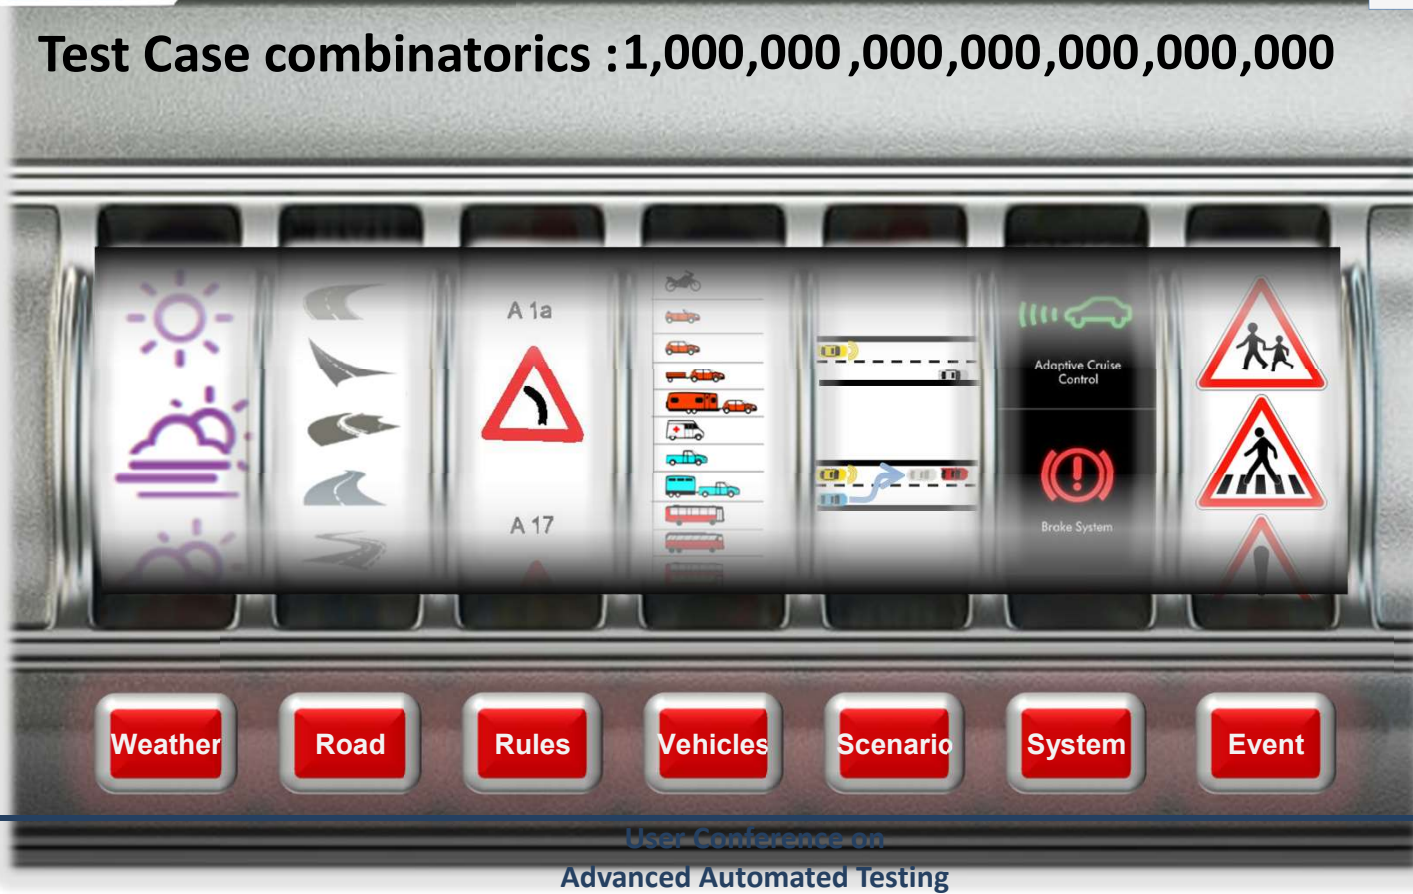 Test Case combinatorics :1,000,000 ,000,000,000,000,000
A 1a
A 17
Adaptive Cruise
Control
Brake System
Weather
Road
Rules
Vehicles
Scenario
System
Event
User Conference on
Advanced Automated Testing